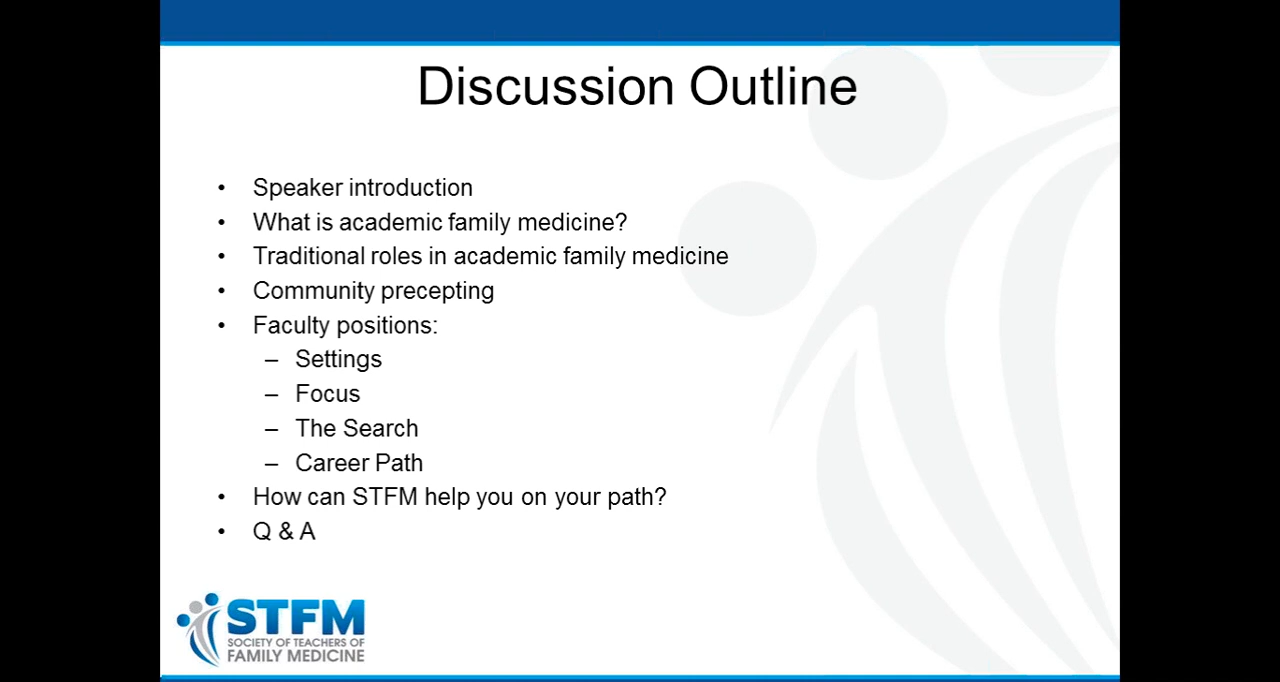 Discussion Outline
• Speaker introduction
• What is academic family medicine?
• Traditional roles in academic family medicine
• Community precepting
• Faculty positions:
– Settings
– Focus
– The Search
– Career Path
• How can STFM help you on your path?
• Q & A
STFM
SOCIETY OF TEACHERS OF
FAMILY MEDICINE